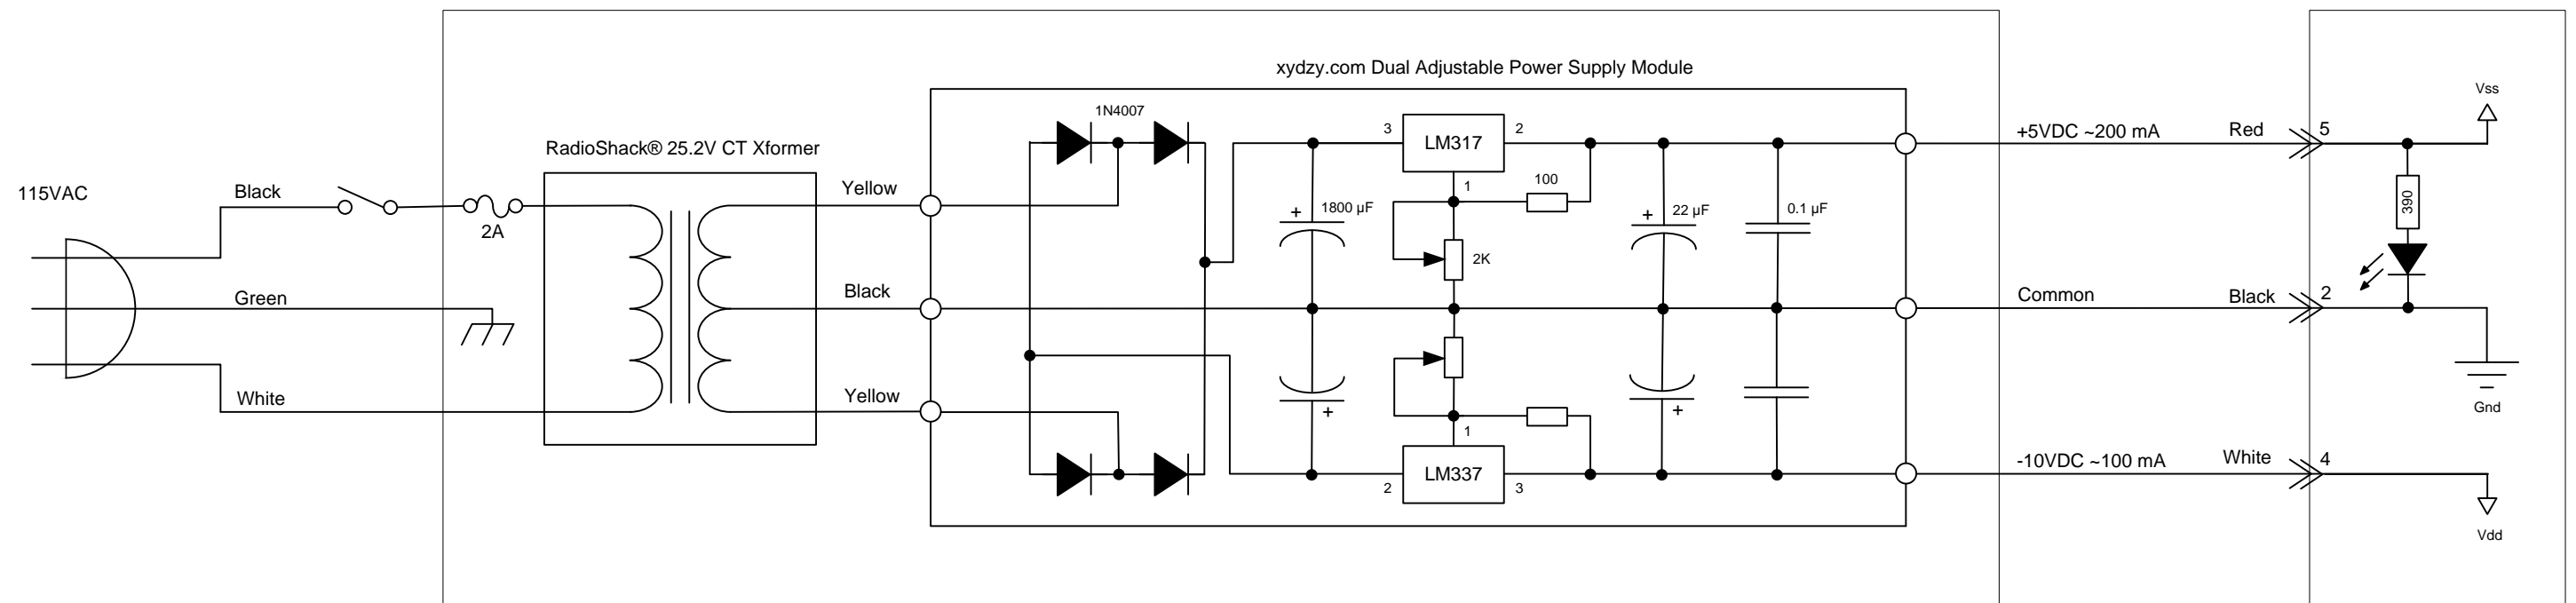 xydzy.com Dual Adjustable Power Supply Module
115VAC
Black
Green
White
2A
RadioShack® 25.2V CT Xformer
Yellow
Black
Yellow
1N4007
+
1800 µF
+
3
LM317
2
1
100
2K
1
2
LM337
3
+
22 µF
+
0.1 µF
+5VDC ~200 mA
Red
5
Common
Black
2
-10VDC ~100 mA
White
4
Vss
390
Gnd
Vdd